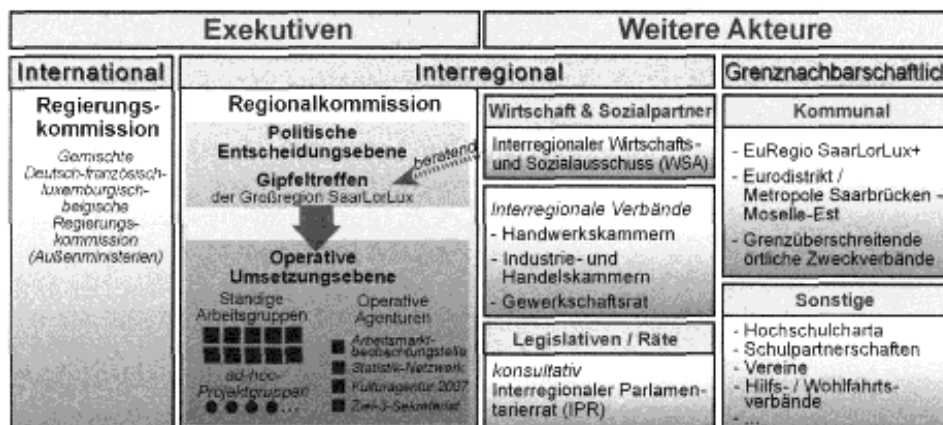 Exekutiven
Weitere Akteure
International
Interregional
Grenznachbarschaftlich
Regierungs-
kommission
Gemischte
Deutsch-französisch-
luxemburgisch-
belgische
Regierungs-
kommission
(Außenministerien)
Regionalkommission
Politische
Entscheidungsebene
beratend
Gipfeltreffen
der Großregion SaarLorLux
Operative
Umsetzungsebene
Ständige
Arbeitsgruppen
ad-hoc-
Projektgruppen
...
Operative
Agenturen
Arbeitsmarkt-
beobachtungstelle
Statistik-Netzwerk
Kulturagentur 2007
Ziel-3-Sekretariat
Wirtschaft & Sozialpartner
Interregionaler Wirtschafts-
und Sozialausschuss (WSA)
Interregionale Verbände
- Handwerkskammern
- Industrie- und
Handelskammern
- Gewerkschaftsrat
Legislativen / Räte
konsultativ
Interregionaler Parlamen-
tarierrat (IPR)
Kommunal
- EuRegio SaarLorLux+
- Eurodistrikt /
Metropole Saarbrücken –
Moselle-Est
- Grenzüberschreitende
örtliche Zweckverbände
Sonstige
- Hochschulcharta
- Schulpartnerschaften
- Vereine
- Hilfs- / Wohlfahrts-
verbände
- ...